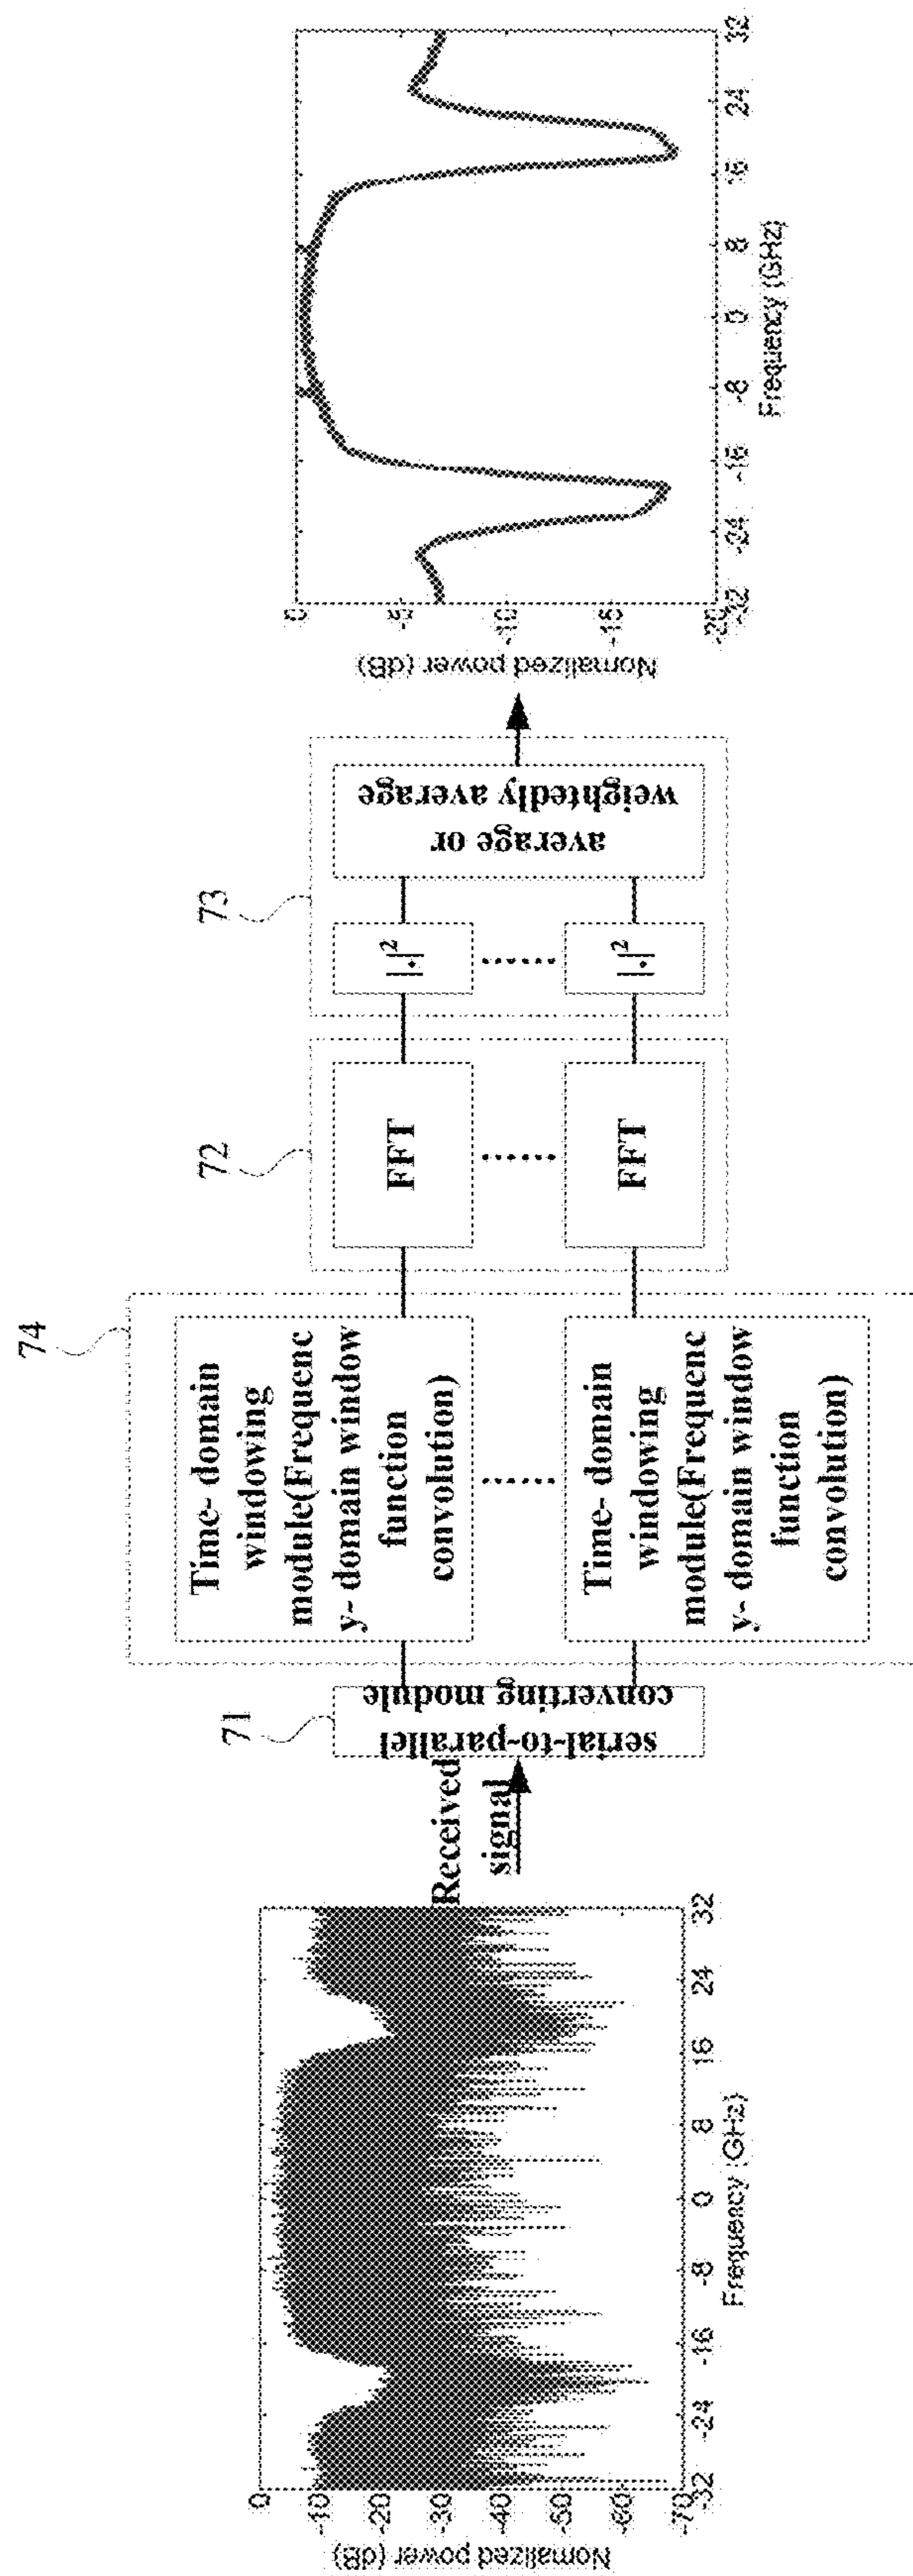 Normalized power (dB)
0
-10
-20
-30
-40
-50
-60
-70
-32
-24
-16
-8
0
8
16
24
32
Frequency (GHz)
Received
signal
71
serial-to-parallel
converting module
74
Time- domain
windowing
module(Frequenc
y- domain window
function
convolution)
Time- domain
windowing
module(Frequenc
y- domain window
function
convolution)
72
FFT
FFT
73
|.|²
|.|²
average or
weightedly average
Normalized power (dB)
0
-5
-10
-15
-20
-32
-24
-16
-8
0
8
16
24
32
Frequency (GHz)